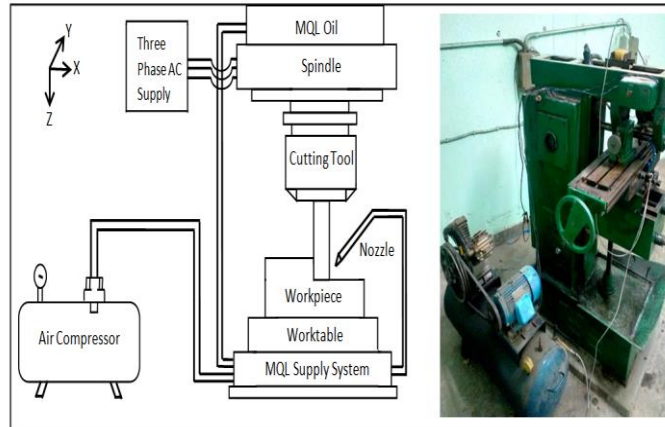 Y
X
Z
Three
Phase AC
Supply
MQL Oil
Spindle
Cutting Tool
Nozzle
Workpiece
Worktable
MQL Supply System
Air Compressor